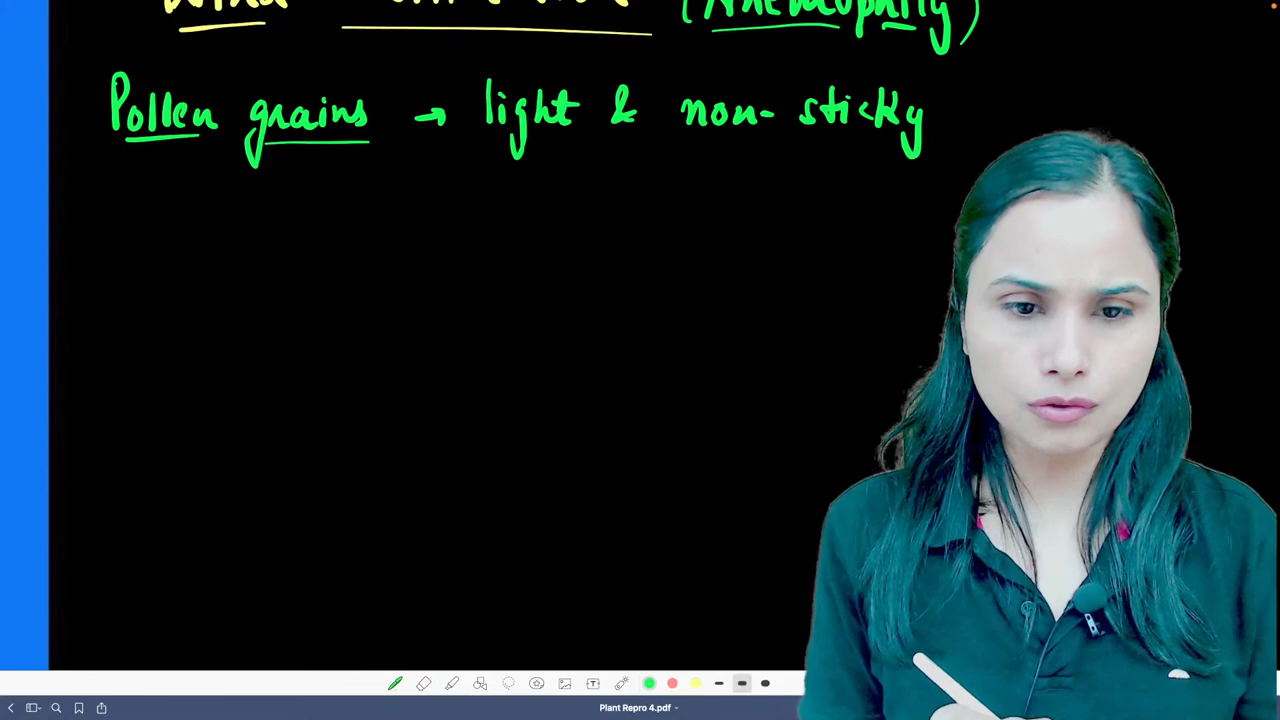 (Anemophily)
Pollen grains → light & non-sticky
Plant Repro 4.pdf